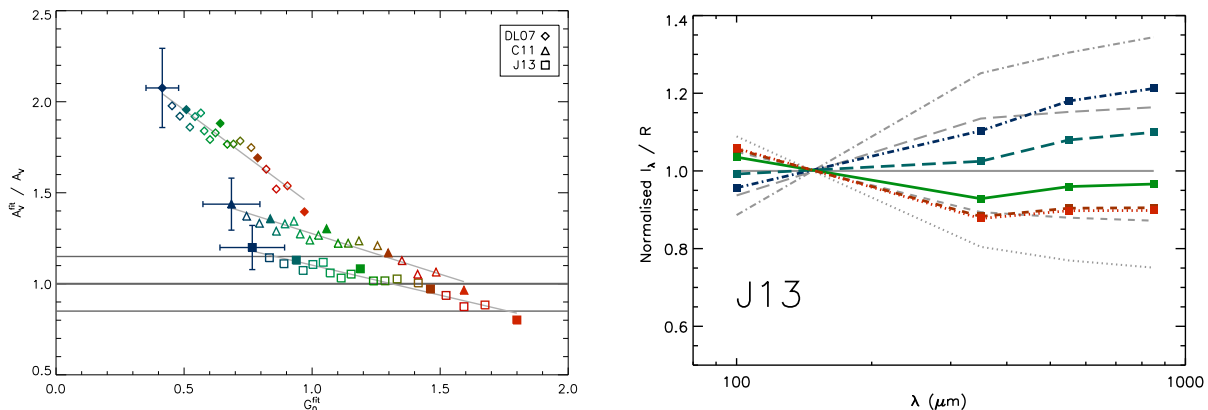 2.5
2.0
1.5
1.0
0.5
0.0 0.5 1.0 1.5 2.0
A_V^fit / A_V
G_0^fit
DL07
C11
J13
1.4
1.2
1.0
0.8
0.6
100 1000
Normalised I_λ / R
λ (μm)
J13